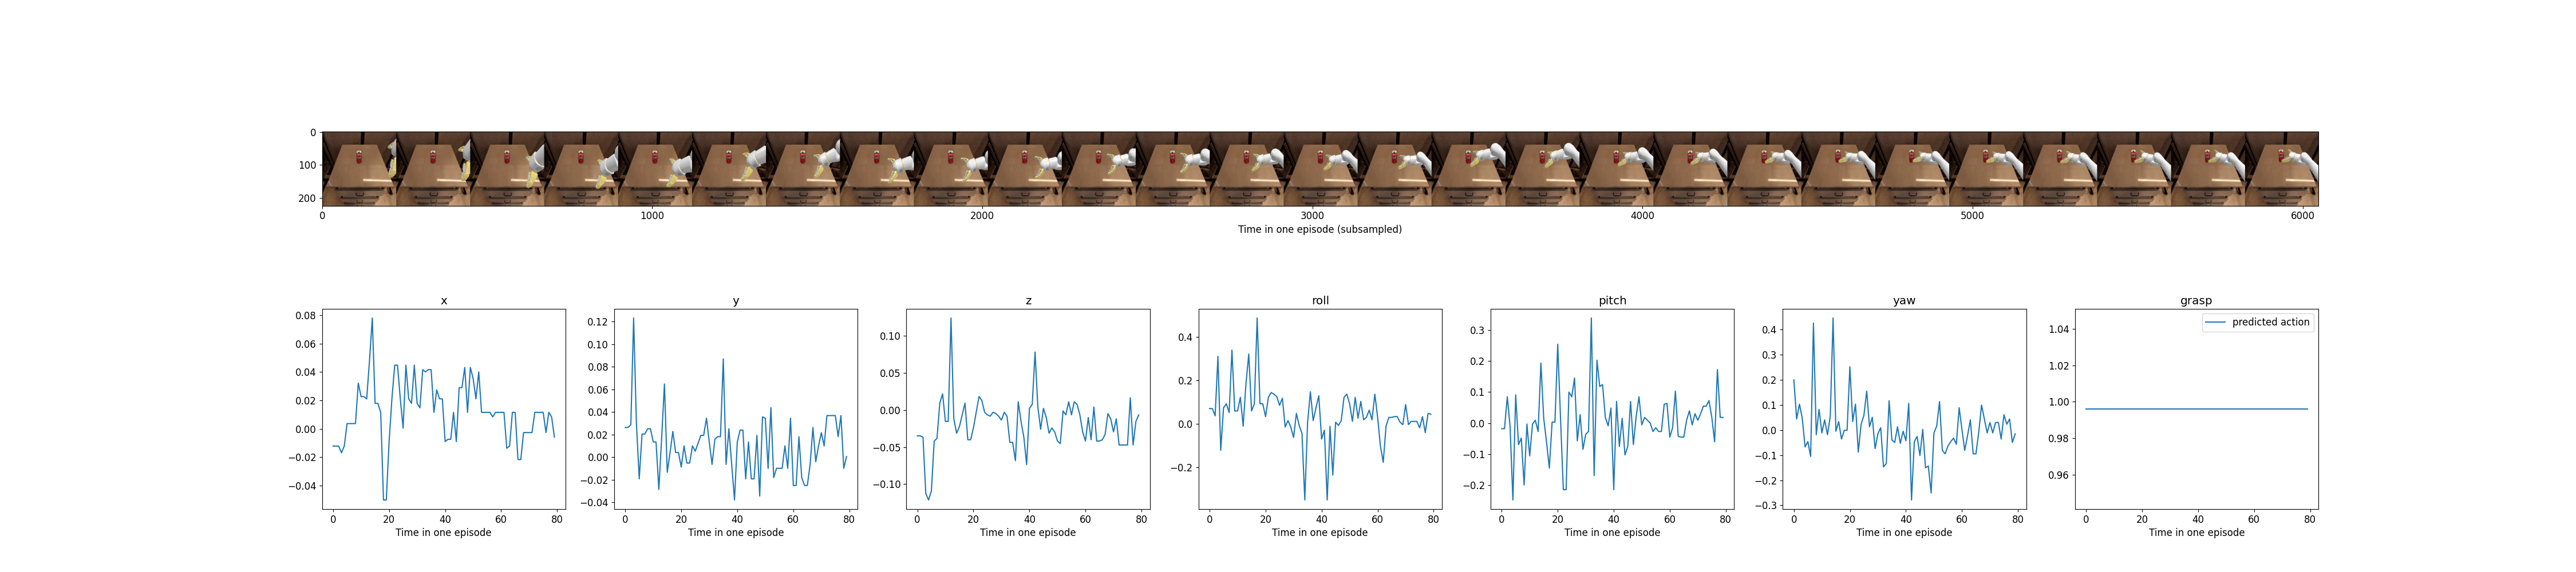 0
100
200
0 1000 2000 3000 4000 5000 6000
Time in one episode (subsampled)
x
0.08
0.06
0.04
0.02
0.00
−0.02
−0.04
0 20 40 60 80
Time in one episode
y
0.12
0.10
0.08
0.06
0.04
0.02
0.00
−0.02
−0.04
0 20 40 60 80
Time in one episode
z
0.10
0.05
0.00
−0.05
−0.10
0 20 40 60 80
Time in one episode
roll
0.4
0.2
0.0
−0.2
0 20 40 60 80
Time in one episode
pitch
0.3
0.2
0.1
0.0
−0.1
−0.2
0 20 40 60 80
Time in one episode
yaw
0.4
0.3
0.2
0.1
0.0
−0.1
−0.2
−0.3
0 20 40 60 80
Time in one episode
grasp
predicted action
1.04
1.02
1.00
0.98
0.96
0 20 40 60 80
Time in one episode